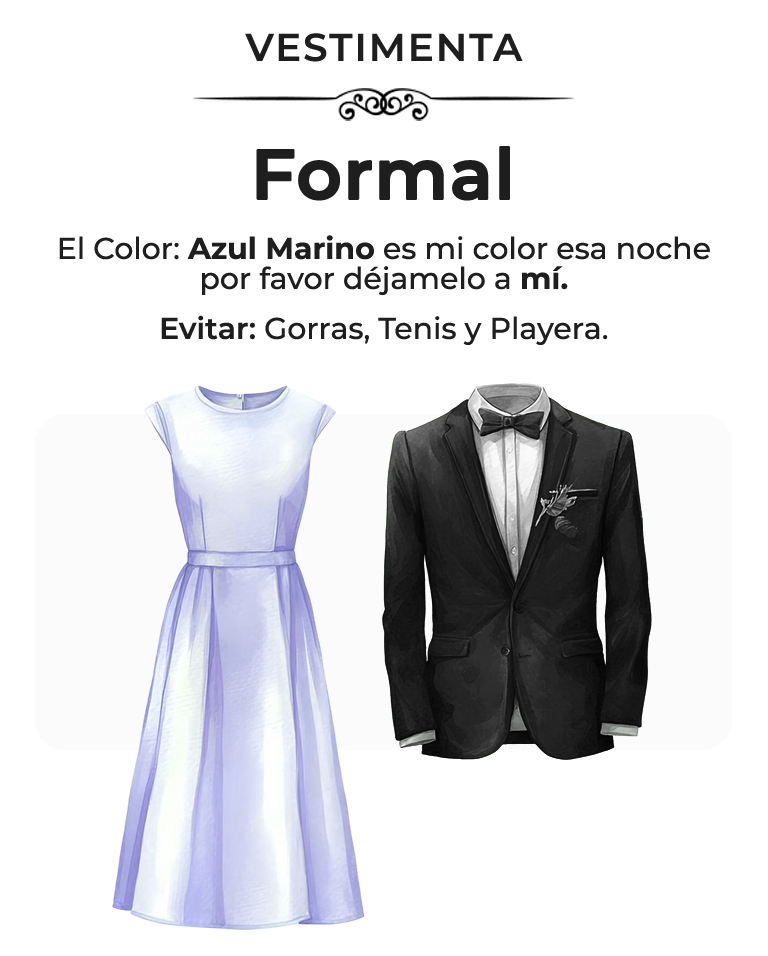 VESTIMENTA
Formal
El Color: Azul Marino es mi color esa noche
por favor déjamelo a mí.
Evitar: Gorras, Tenis y Playera.